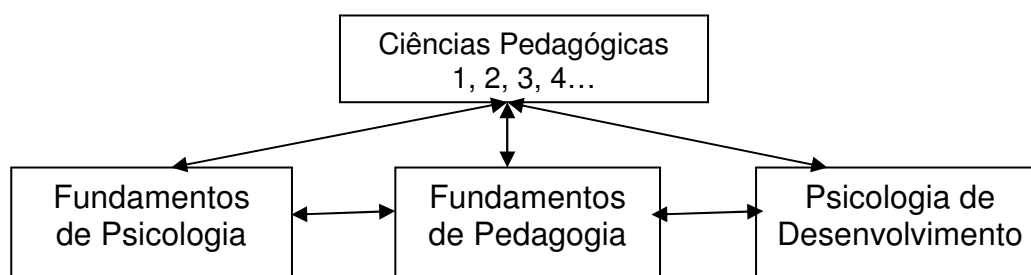 Ciências Pedagógicas
1, 2, 3, 4…
Fundamentos
de Psicologia
Fundamentos
de Pedagogia
Psicologia de
Desenvolvimento